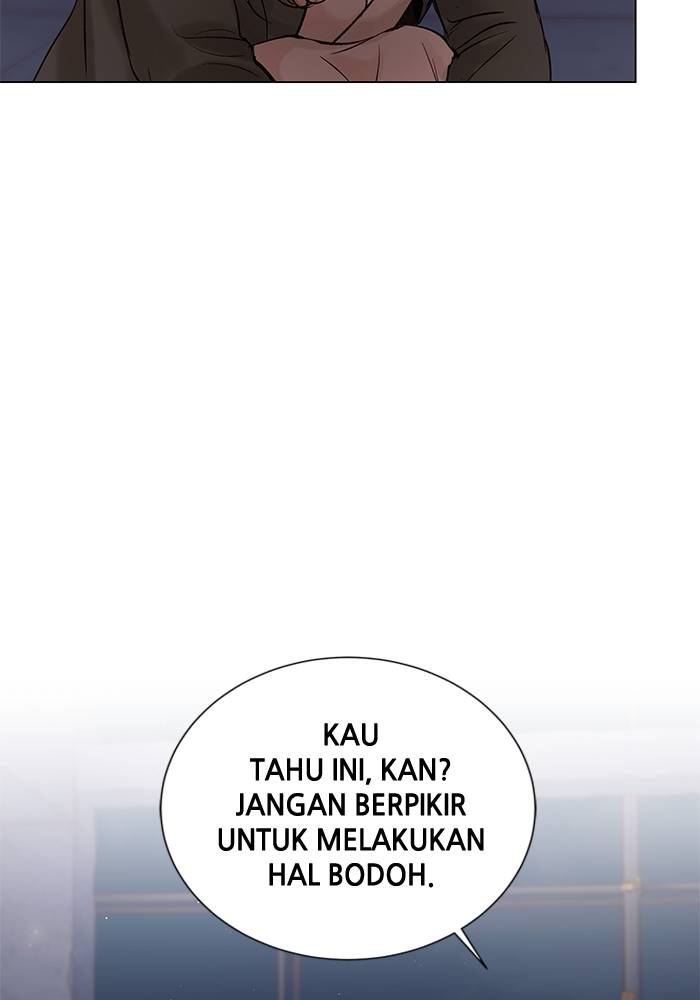 KAU
TAHU INI, KAN?
JANGAN BERPIKIR
UNTUK MELAKUKAN
HAL BODOH.